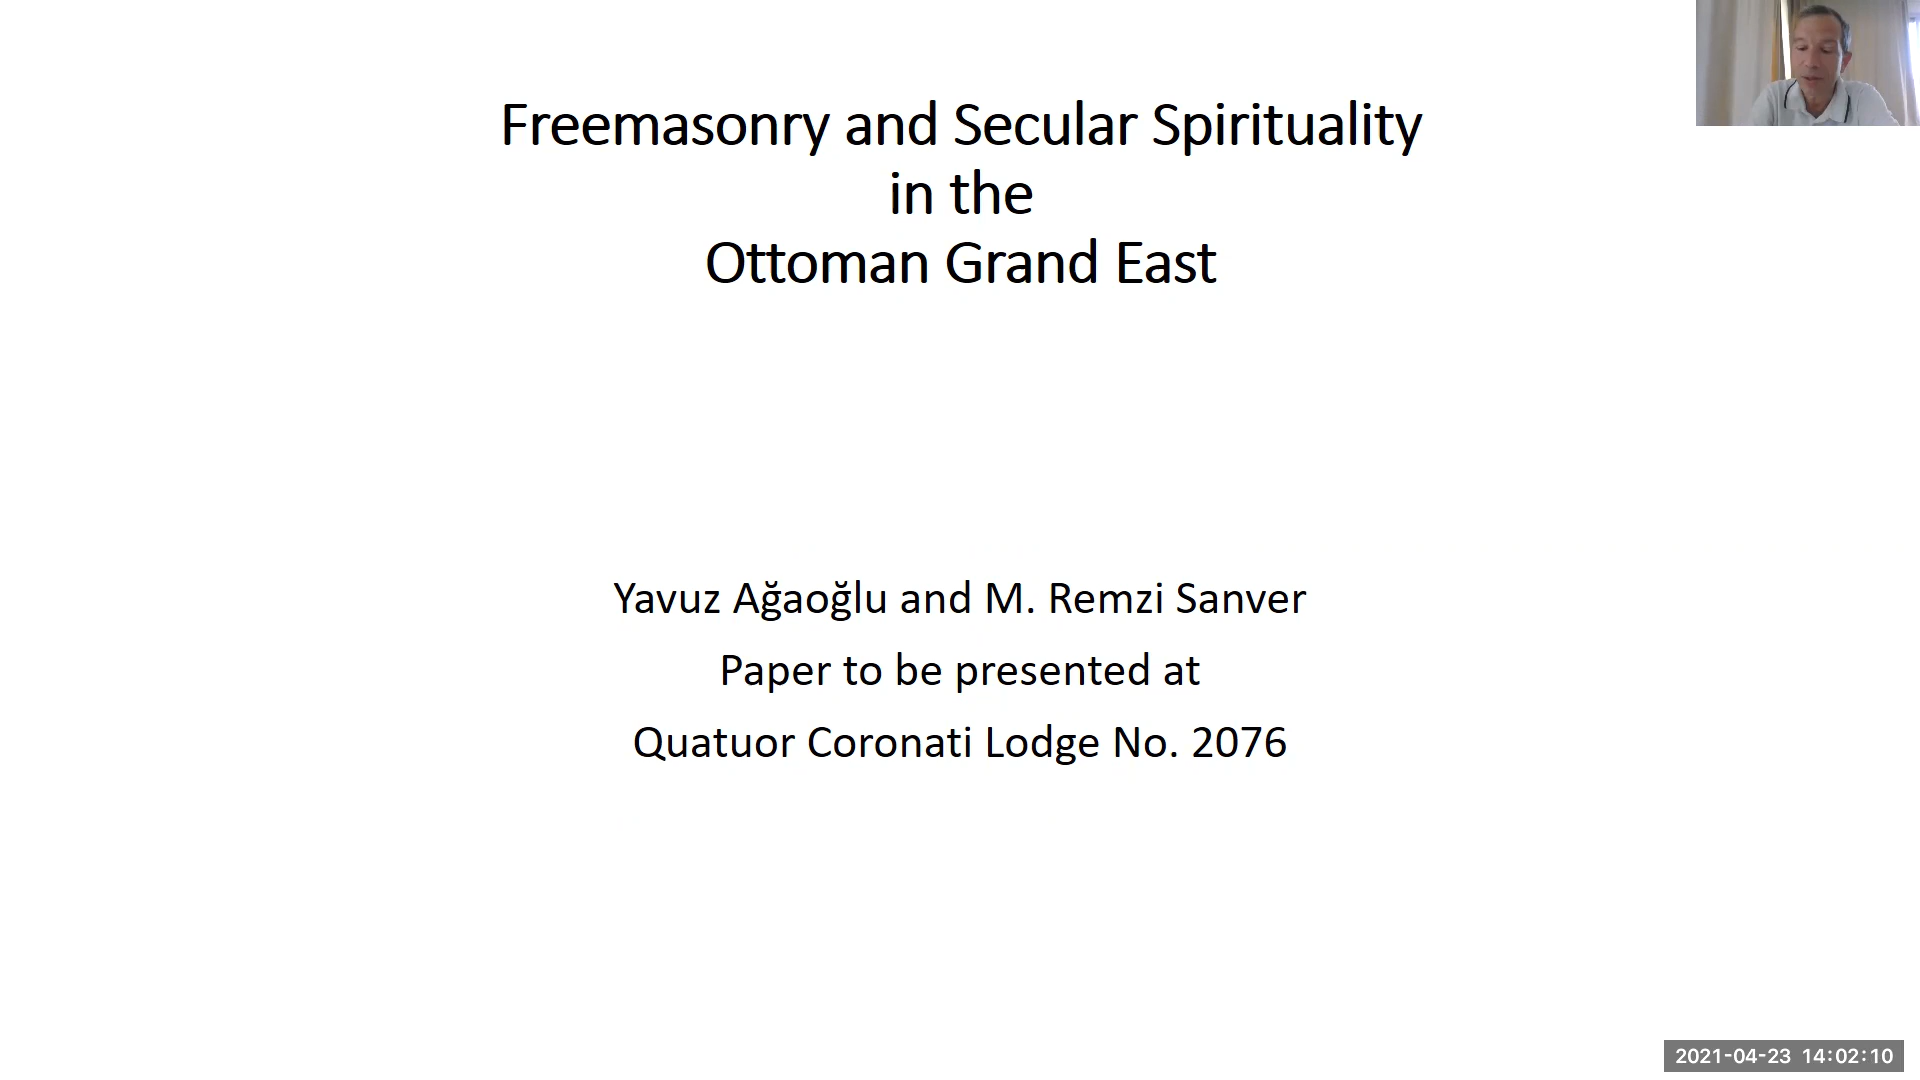 Freemasonry and Secular Spirituality
in the
Ottoman Grand East
Yavuz Ağaoğlu and M. Remzi Sanver
Paper to be presented at
Quatuor Coronati Lodge No. 2076
2021-04-23 14:02:10